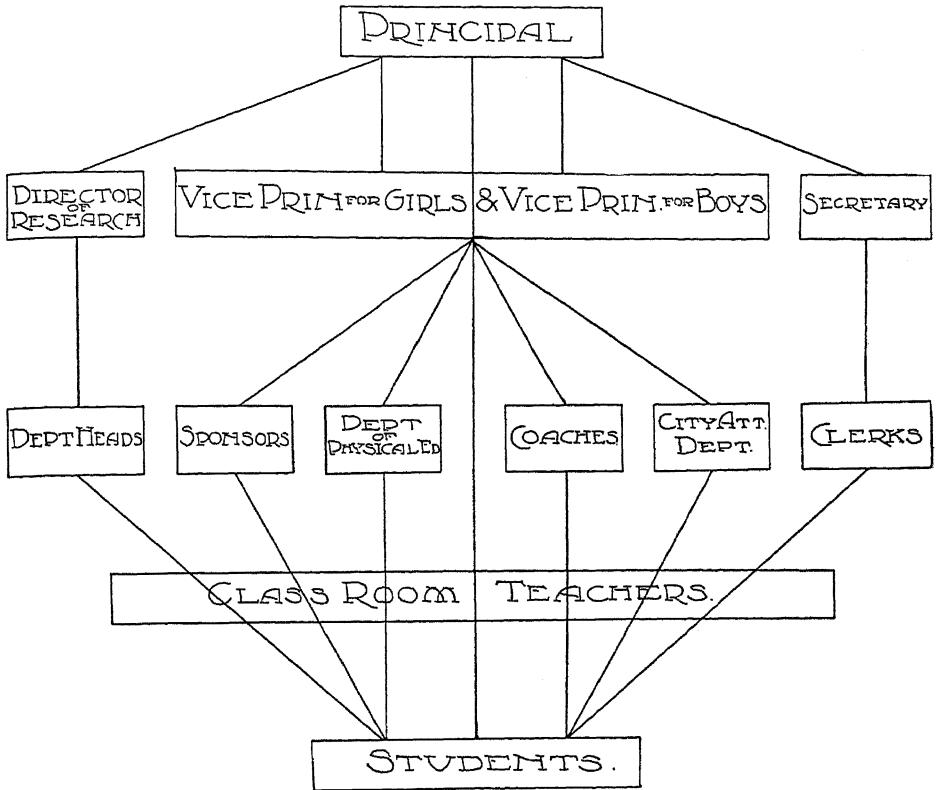 PRINCIPAL
DIRECTOR
OF
RESEARCH
VICE PRIN FOR GIRLS & VICE PRIN. FOR BOYS
SECRETARY
DEPT HEADS
SPONSORS
DEPT
OF
PHYSICAL ED
COACHES
CITY ATT.
DEPT.
CLERKS
CLASS ROOM TEACHERS.
STUDENTS.